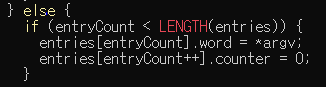 } else {
  if (entryCount < LENGTH(entries)) {
    entries[entryCount].word = *argv;
    entries[entryCount++].counter = 0;
  }